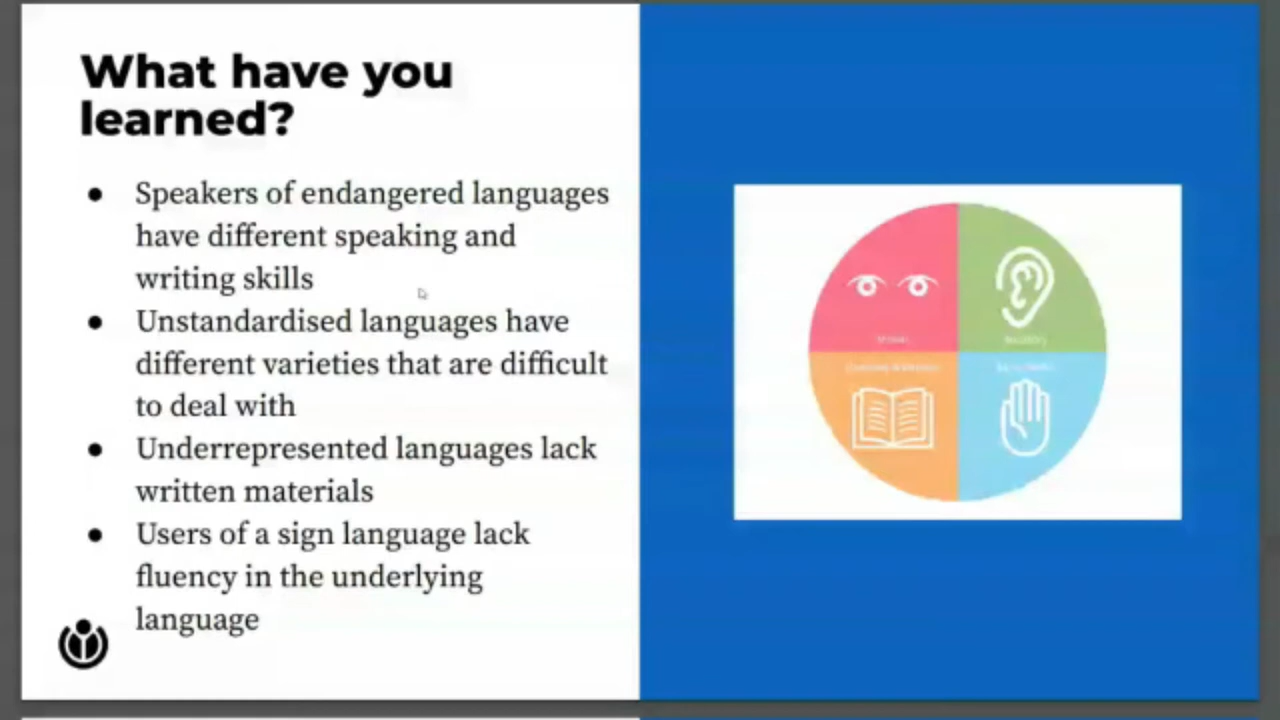 What have you
learned?
● Speakers of endangered languages
have different speaking and
writing skills
● Unstandardised languages have
different varieties that are difficult
to deal with
● Underrepresented languages lack
written materials
● Users of a sign language lack
fluency in the underlying
language